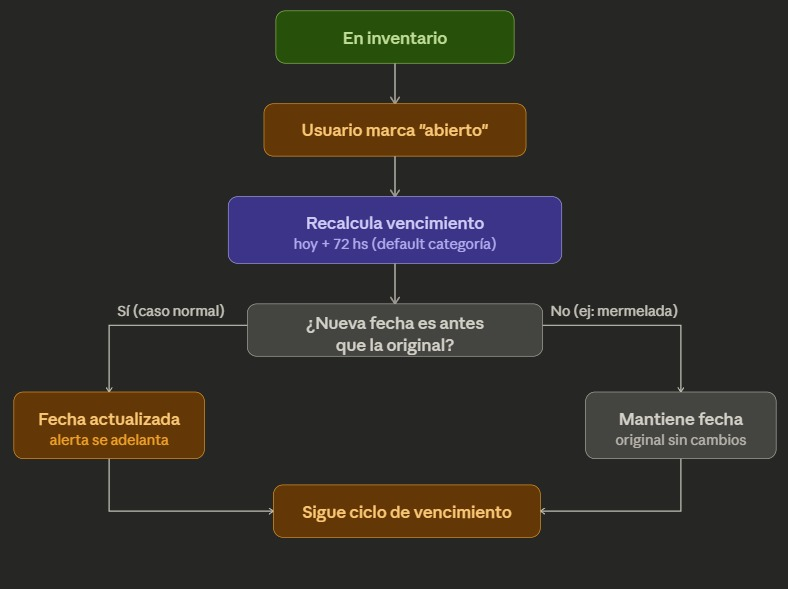 En inventario
Usuario marca "abierto"
Recalcula vencimiento
hoy + 72 hs (default categoría)
Sí (caso normal)
¿Nueva fecha es antes
que la original?
No (ej: mermelada)
Fecha actualizada
alerta se adelanta
Mantiene fecha
original sin cambios
Sigue ciclo de vencimiento